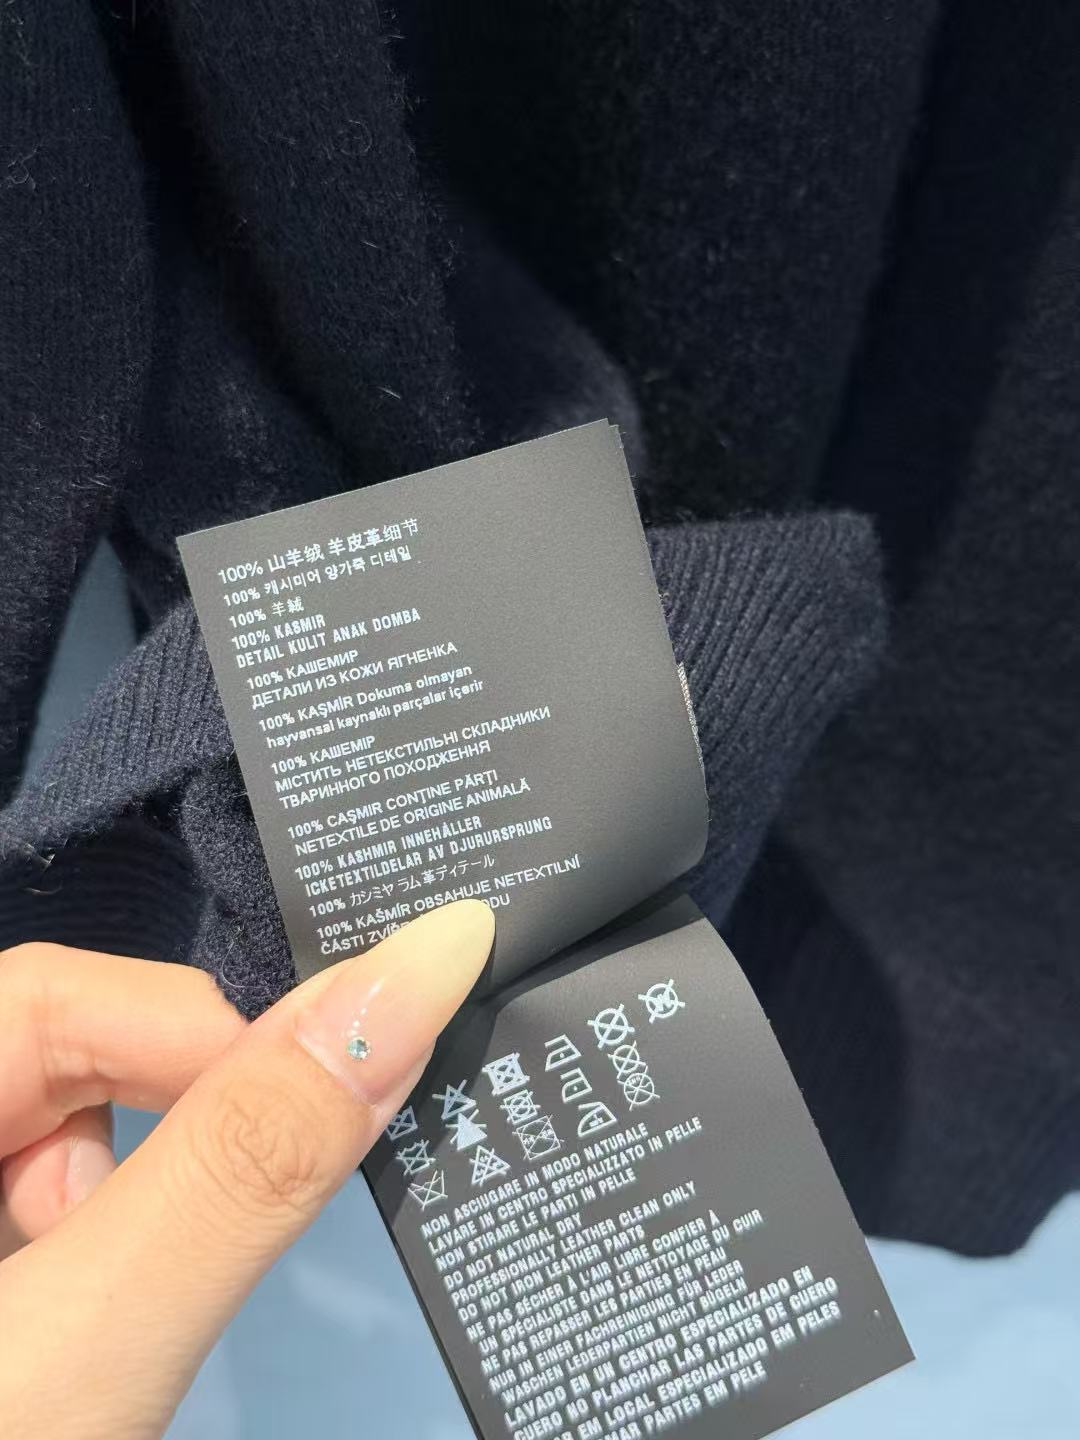 100% 山羊绒 羊皮革细节
100% 캐시미어 양가죽 디테일
100% 羊絨
100% KASMIR
DETAIL KULIT ANAK DOMBA
100% КАШЕМИР
ДЕТАЛИ ИЗ КОЖИ ЯГНЕНКА
100% KAŞMİR Dokuma olmayan
hayvansal kaynaklı parçalar içerir
100% КАШЕМІР
МІСТИТЬ НЕТЕКСТИЛЬНІ СКЛАДНИКИ
ТВАРИННОГО ПОХОДЖЕННЯ
100% CAŞMIR CONŢINE PĂRŢI
NETEXTILE DE ORIGINE ANIMALĂ
100% KASHMIR INNEHÅLLER
ICKETEXTILDELAR AV DJURURSPRUNG
100% カシミヤ ラム革ディテール
100% KAŠMÍR OBSAHUJE NETEXTILNÍ
ČÁSTI
NON ASCIUGARE IN MODO NATURALE
LAVARE IN CENTRO SPECIALIZZATO IN PELLE
NON STIRARE LE PARTI IN PELLE
DO NOT NATURAL DRY
PROFESSIONALLY LEATHER CLEAN ONLY
DO NOT IRON LEATHER PARTS
NE PAS SÉCHER À L'AIR LIBRE CONFIER À
UN SPÉCIALISTE DANS LE NETTOYAGE DU CUIR
NE PAS REPASSER LES PARTIES EN PEAU
NUR IN EINER FACHREINIGUNG FÜR LEDER
WASCHEN LEDERPARTIEN NICHT BÜGELN
LAVADO EN UN CENTRO ESPECIALIZADO EN
CUERO NO PLANCHAR LAS PARTES DE CUERO
EM LOCAL ESPECIALIZADO EM PELES
PARTES EM PELE